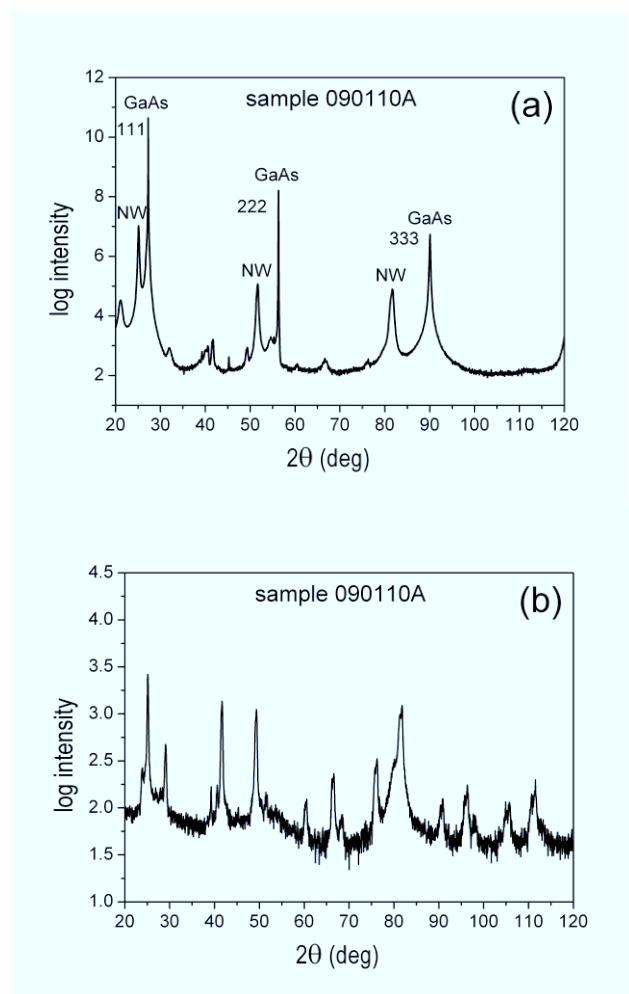 12
10
8
6
4
2
log intensity
sample 090110A
(a)
GaAs
111
NW
GaAs
222
NW
GaAs
333
NW
20 30 40 50 60 70 80 90 100 110 120
2θ (deg)
4.5
4.0
3.5
3.0
2.5
2.0
1.5
1.0
log intensity
sample 090110A
(b)
20 30 40 50 60 70 80 90 100 110 120
2θ (deg)